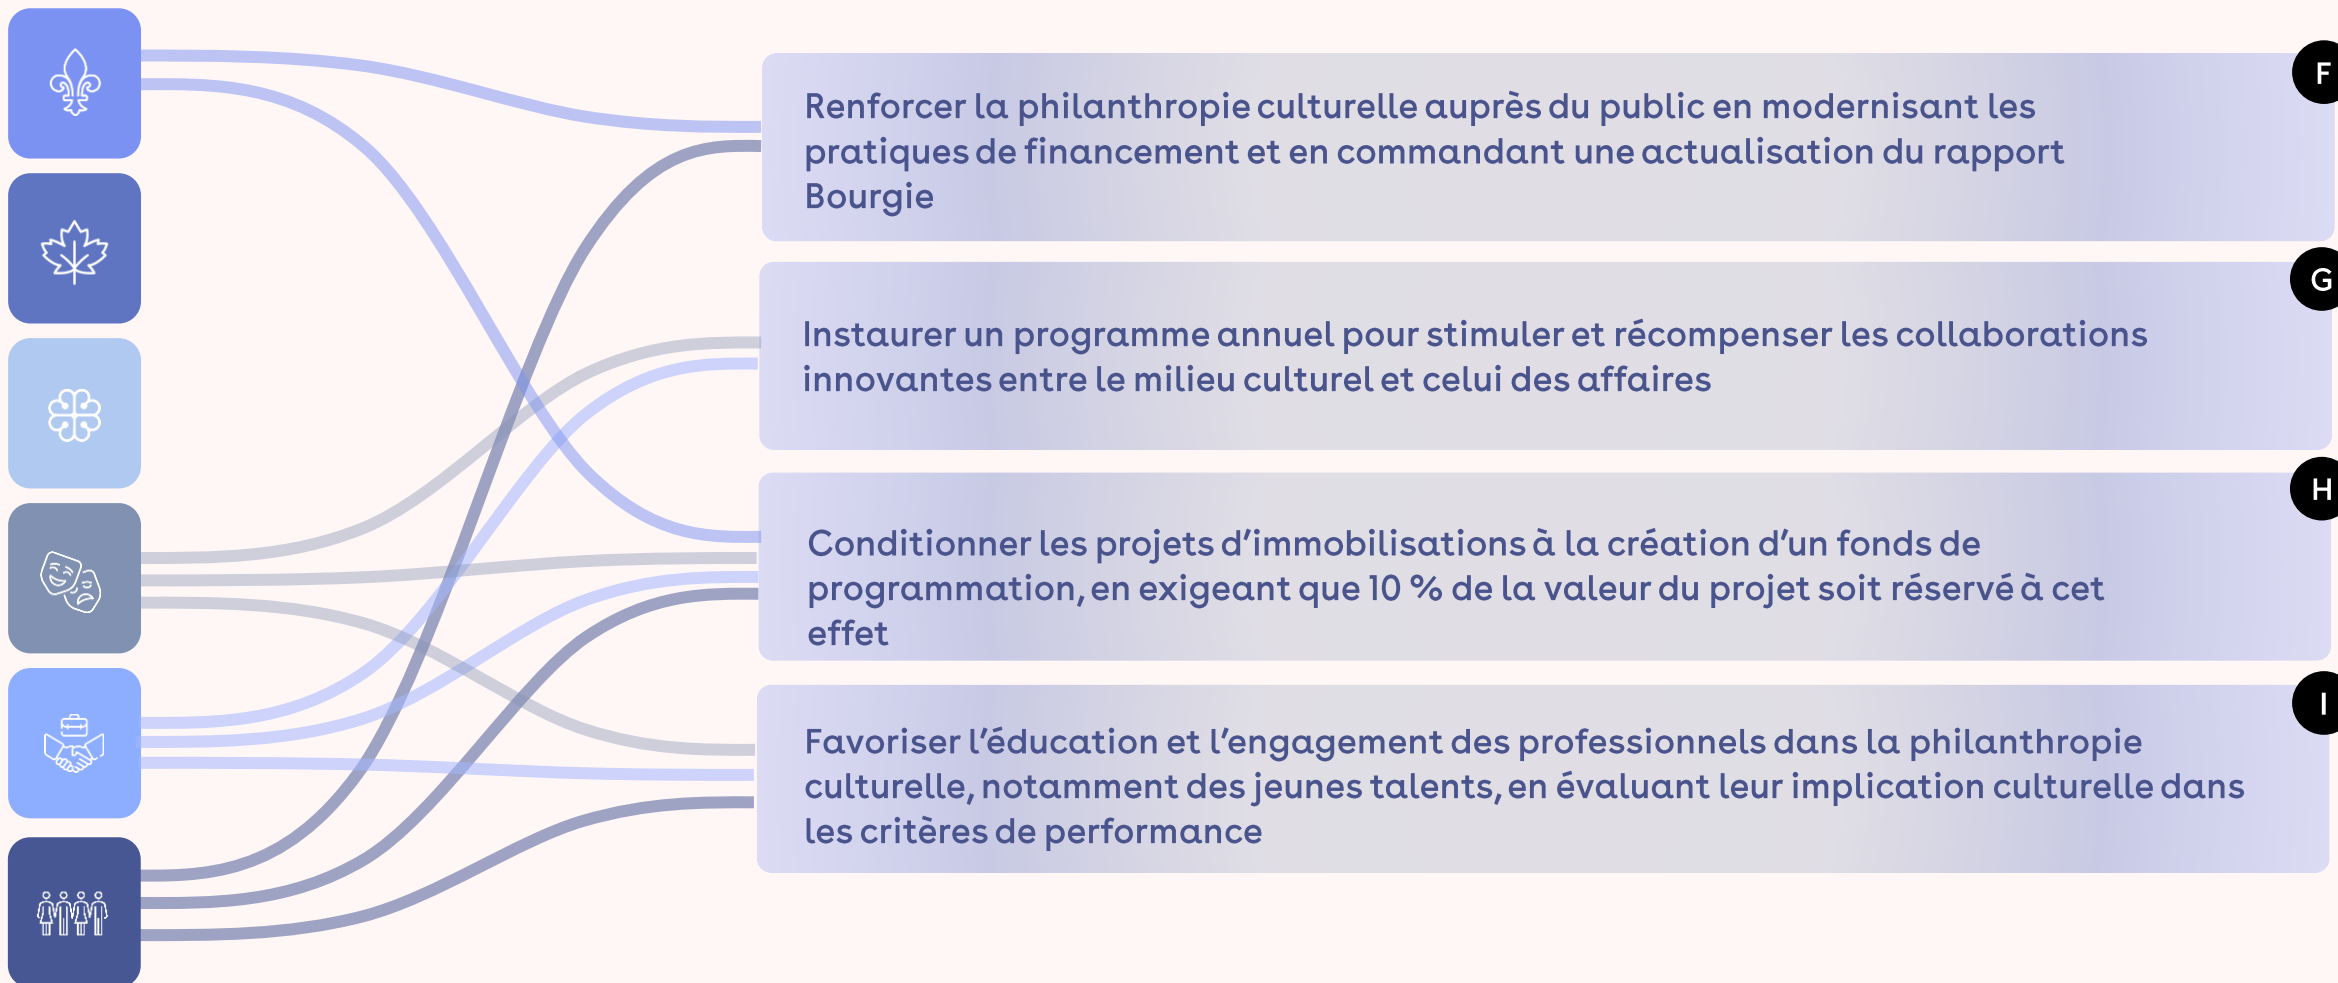 F
Renforcer la philanthropie culturelle auprès du public en modernisant les
pratiques de financement et en commandant une actualisation du rapport
Bourgie
G
Instaurer un programme annuel pour stimuler et récompenser les collaborations
innovantes entre le milieu culturel et celui des affaires
H
Conditionner les projets d’immobilisations à la création d’un fonds de
programmation, en exigeant que 10 % de la valeur du projet soit réservé à cet
effet
I
Favoriser l’éducation et l’engagement des professionnels dans la philanthropie
culturelle, notamment des jeunes talents, en évaluant leur implication culturelle dans
les critères de performance